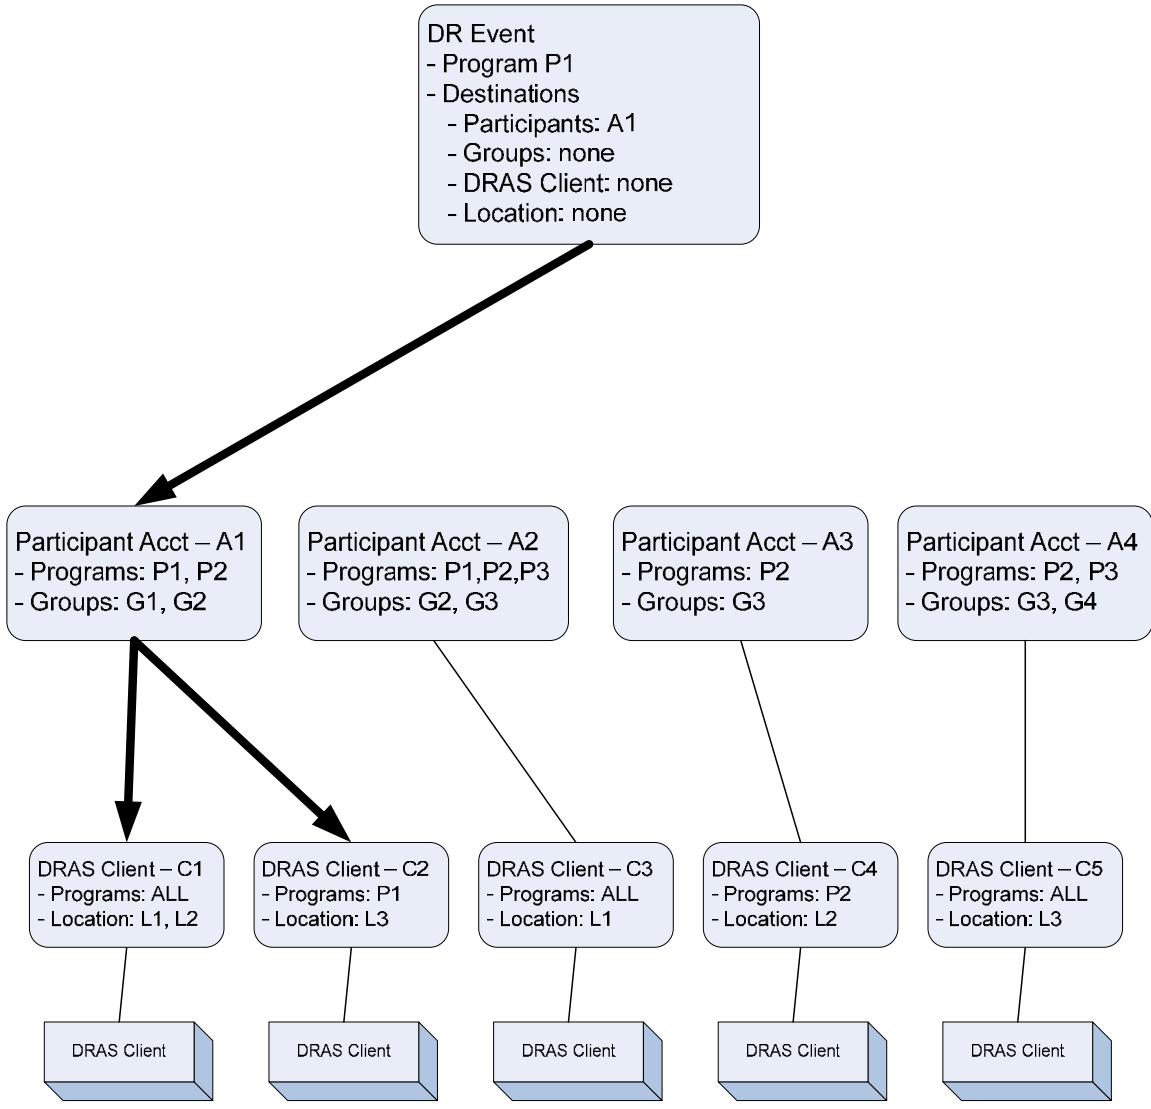 DR Event
- Program P1
- Destinations
- Participants: A1
- Groups: none
- DRAS Client: none
- Location: none
Participant Acct – A1
- Programs: P1, P2
- Groups: G1, G2
Participant Acct – A2
- Programs: P1,P2,P3
- Groups: G2, G3
Participant Acct – A3
- Programs: P2
- Groups: G3
Participant Acct – A4
- Programs: P2, P3
- Groups: G3, G4
DRAS Client – C1
- Programs: ALL
- Location: L1, L2
DRAS Client – C2
- Programs: P1
- Location: L3
DRAS Client – C3
- Programs: ALL
- Location: L1
DRAS Client – C4
- Programs: P2
- Location: L2
DRAS Client – C5
- Programs: ALL
- Location: L3
DRAS Client
DRAS Client
DRAS Client
DRAS Client
DRAS Client